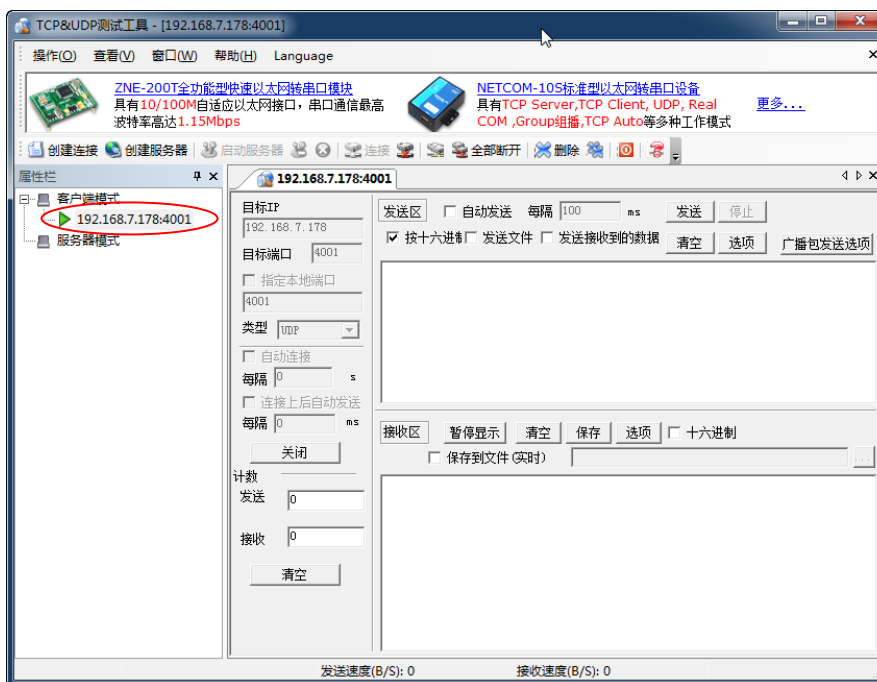 TCP&UDP测试工具 - [192.168.7.178:4001]
操作(O) 查看(V) 窗口(W) 帮助(H) Language
ZNE-200T全功能型快速以太网转串口模块
具有10/100M自适应以太网接口，串口通信最高
波特率高达1.15Mbps
NETCOM-10S标准型以太网转串口设备
具有TCP Server,TCP Client, UDP, Real
COM ,Group组播,TCP Auto等多种工作模式
更多...
创建连接 创建服务器 启动服务器 连接 全部断开 删除
属性栏
客户端模式
192.168.7.178:4001
服务器模式
192.168.7.178:4001
目标IP
192.168.7.178
目标端口 4001
指定本地端口
4001
类型 UDP
自动连接
每隔 0 s
连接上后自动发送
每隔 0 ms
关闭
计数
发送 0
接收 0
清空
发送区 自动发送 每隔 100 ms 发送 停止
按十六进制 发送文件 发送接收到的数据 清空 选项 广播包发送选项
接收区 暂停显示 清空 保存 选项 十六进制
保存到文件(实时) ...
发送速度(B/S): 0 接收速度(B/S): 0